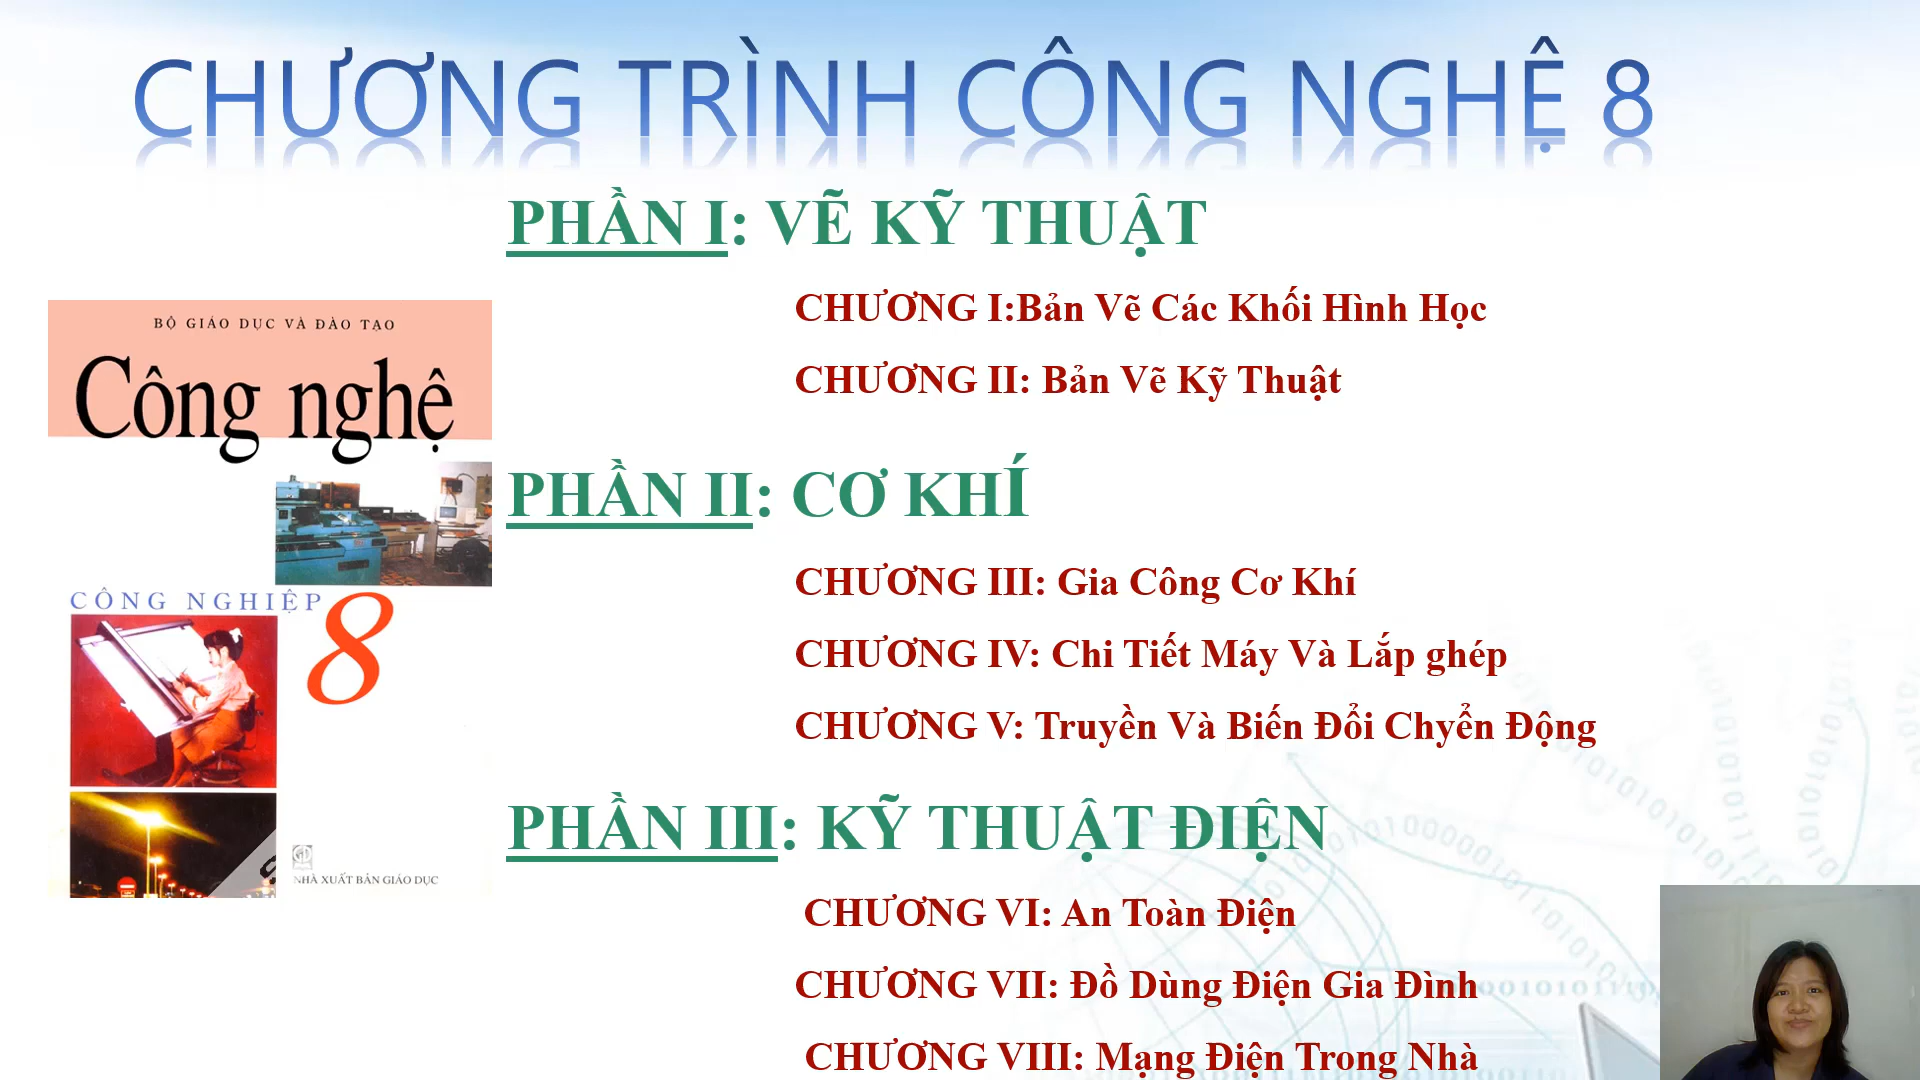 CHƯƠNG TRÌNH CÔNG NGHỆ 8
PHẦN I: VẼ KỸ THUẬT
CHƯƠNG I:Bản Vẽ Các Khối Hình Học
CHƯƠNG II: Bản Vẽ Kỹ Thuật
PHẦN II: CƠ KHÍ
CHƯƠNG III: Gia Công Cơ Khí
CHƯƠNG IV: Chi Tiết Máy Và Lắp ghép
CHƯƠNG V: Truyền Và Biến Đổi Chyển Động
PHẦN III: KỸ THUẬT ĐIỆN
CHƯƠNG VI: An Toàn Điện
CHƯƠNG VII: Đồ Dùng Điện Gia Đình
CHƯƠNG VIII: Mạng Điện Trong Nhà
BỘ GIÁO DỤC VÀ ĐÀO TẠO
Công nghệ
CÔNG NGHIỆP
8
NHÀ XUẤT BẢN GIÁO DỤC